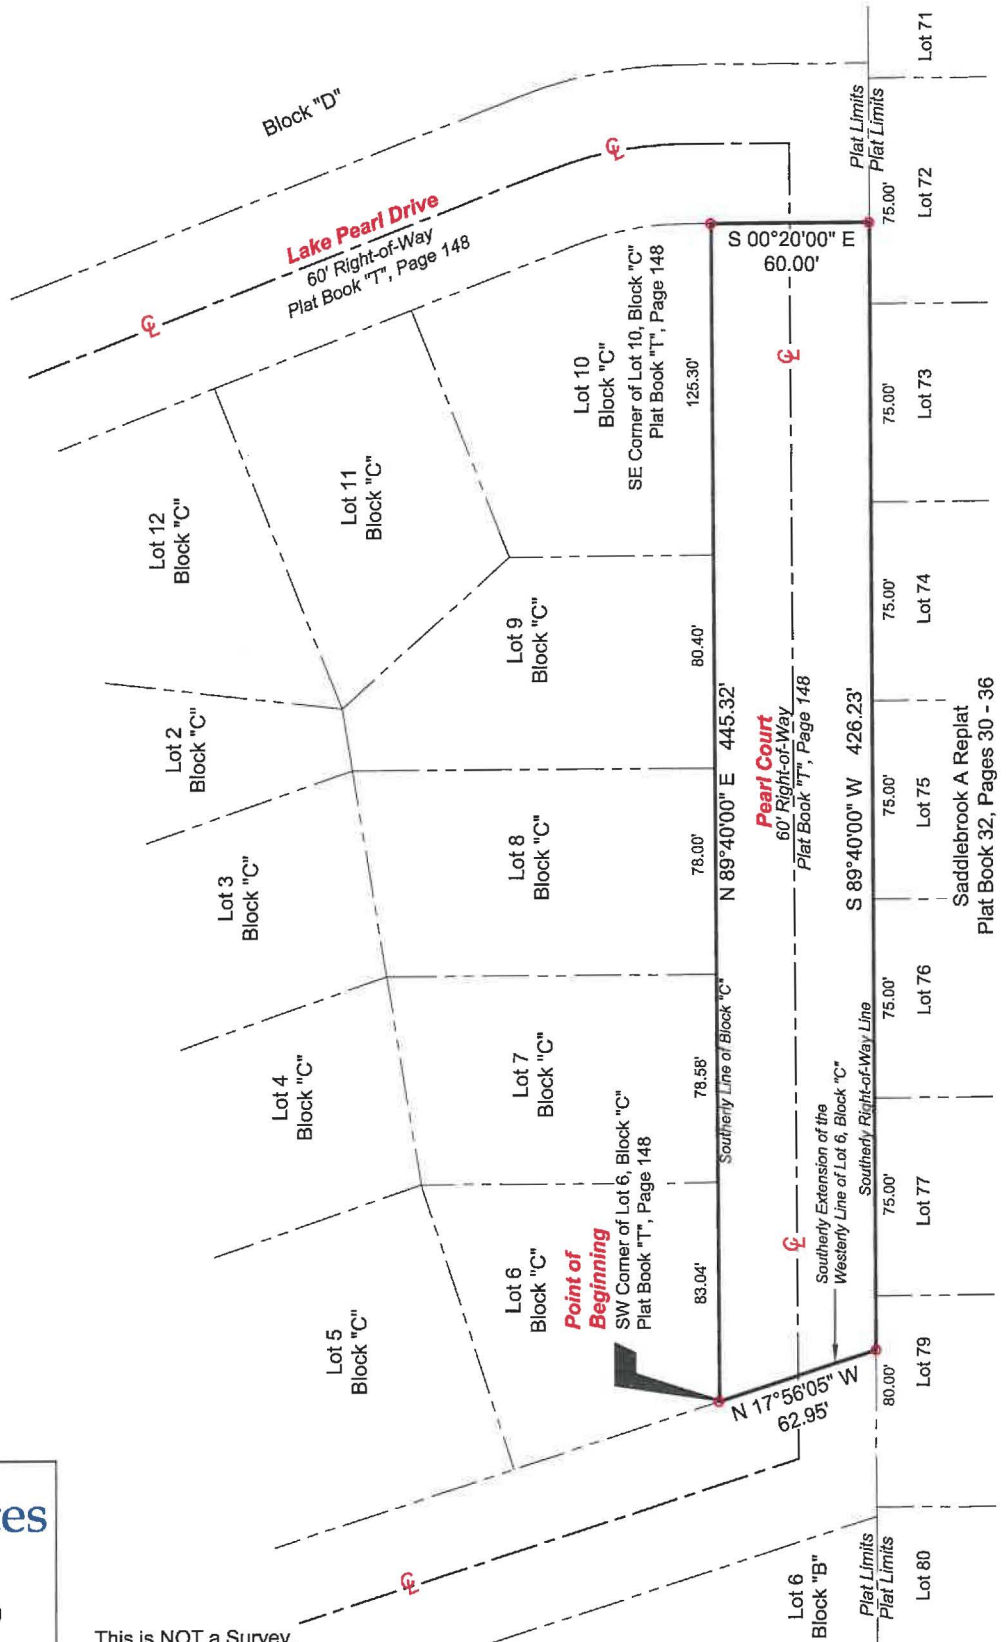 Block "D"
Lot 71
Plat Limits
Plat Limits
Lot 72
75.00'
Lake Pearl Drive
60' Right-of-Way
Plat Book "T", Page 148
S 00°20'00" E
60.00'
Lot 10
Block "C"
SE Corner of Lot 10, Block "C"
Plat Book "T", Page 148
125.30'
75.00'
Lot 73
Lot 12
Block "C"
Lot 11
Block "C"
Lot 9
Block "C"
80.40'
75.00'
Lot 74
Lot 2
Block "C"
Lot 3
Block "C"
Lot 8
Block "C"
78.00'
N 89°40'00" E 445.32'
Pearl Court
60' Right-of-Way
Plat Book "T", Page 148
S 89°40'00" W 426.23'
75.00'
Lot 75
Saddlebrook A Replat
Plat Book 32, Pages 30 - 36
Lot 4
Block "C"
Lot 7
Block "C"
78.58'
Southerly Line of Block "C"
75.00'
Lot 76
Southerly Right-of-Way Line
Southerly Extension of the
Westerly Line of Lot 6, Block "C"
75.00'
Lot 77
Lot 5
Block "C"
Lot 6
Block "C"
Point of
Beginning
SW Corner of Lot 6, Block "C"
Plat Book "T", Page 148
83.04'
N 17°56'05" W
62.95'
80.00'
Lot 79
Lot 6
Block "B"
Plat Limits
Plat Limits
Lot 80
℄
℄
℄
℄
℄
This is NOT a Survey